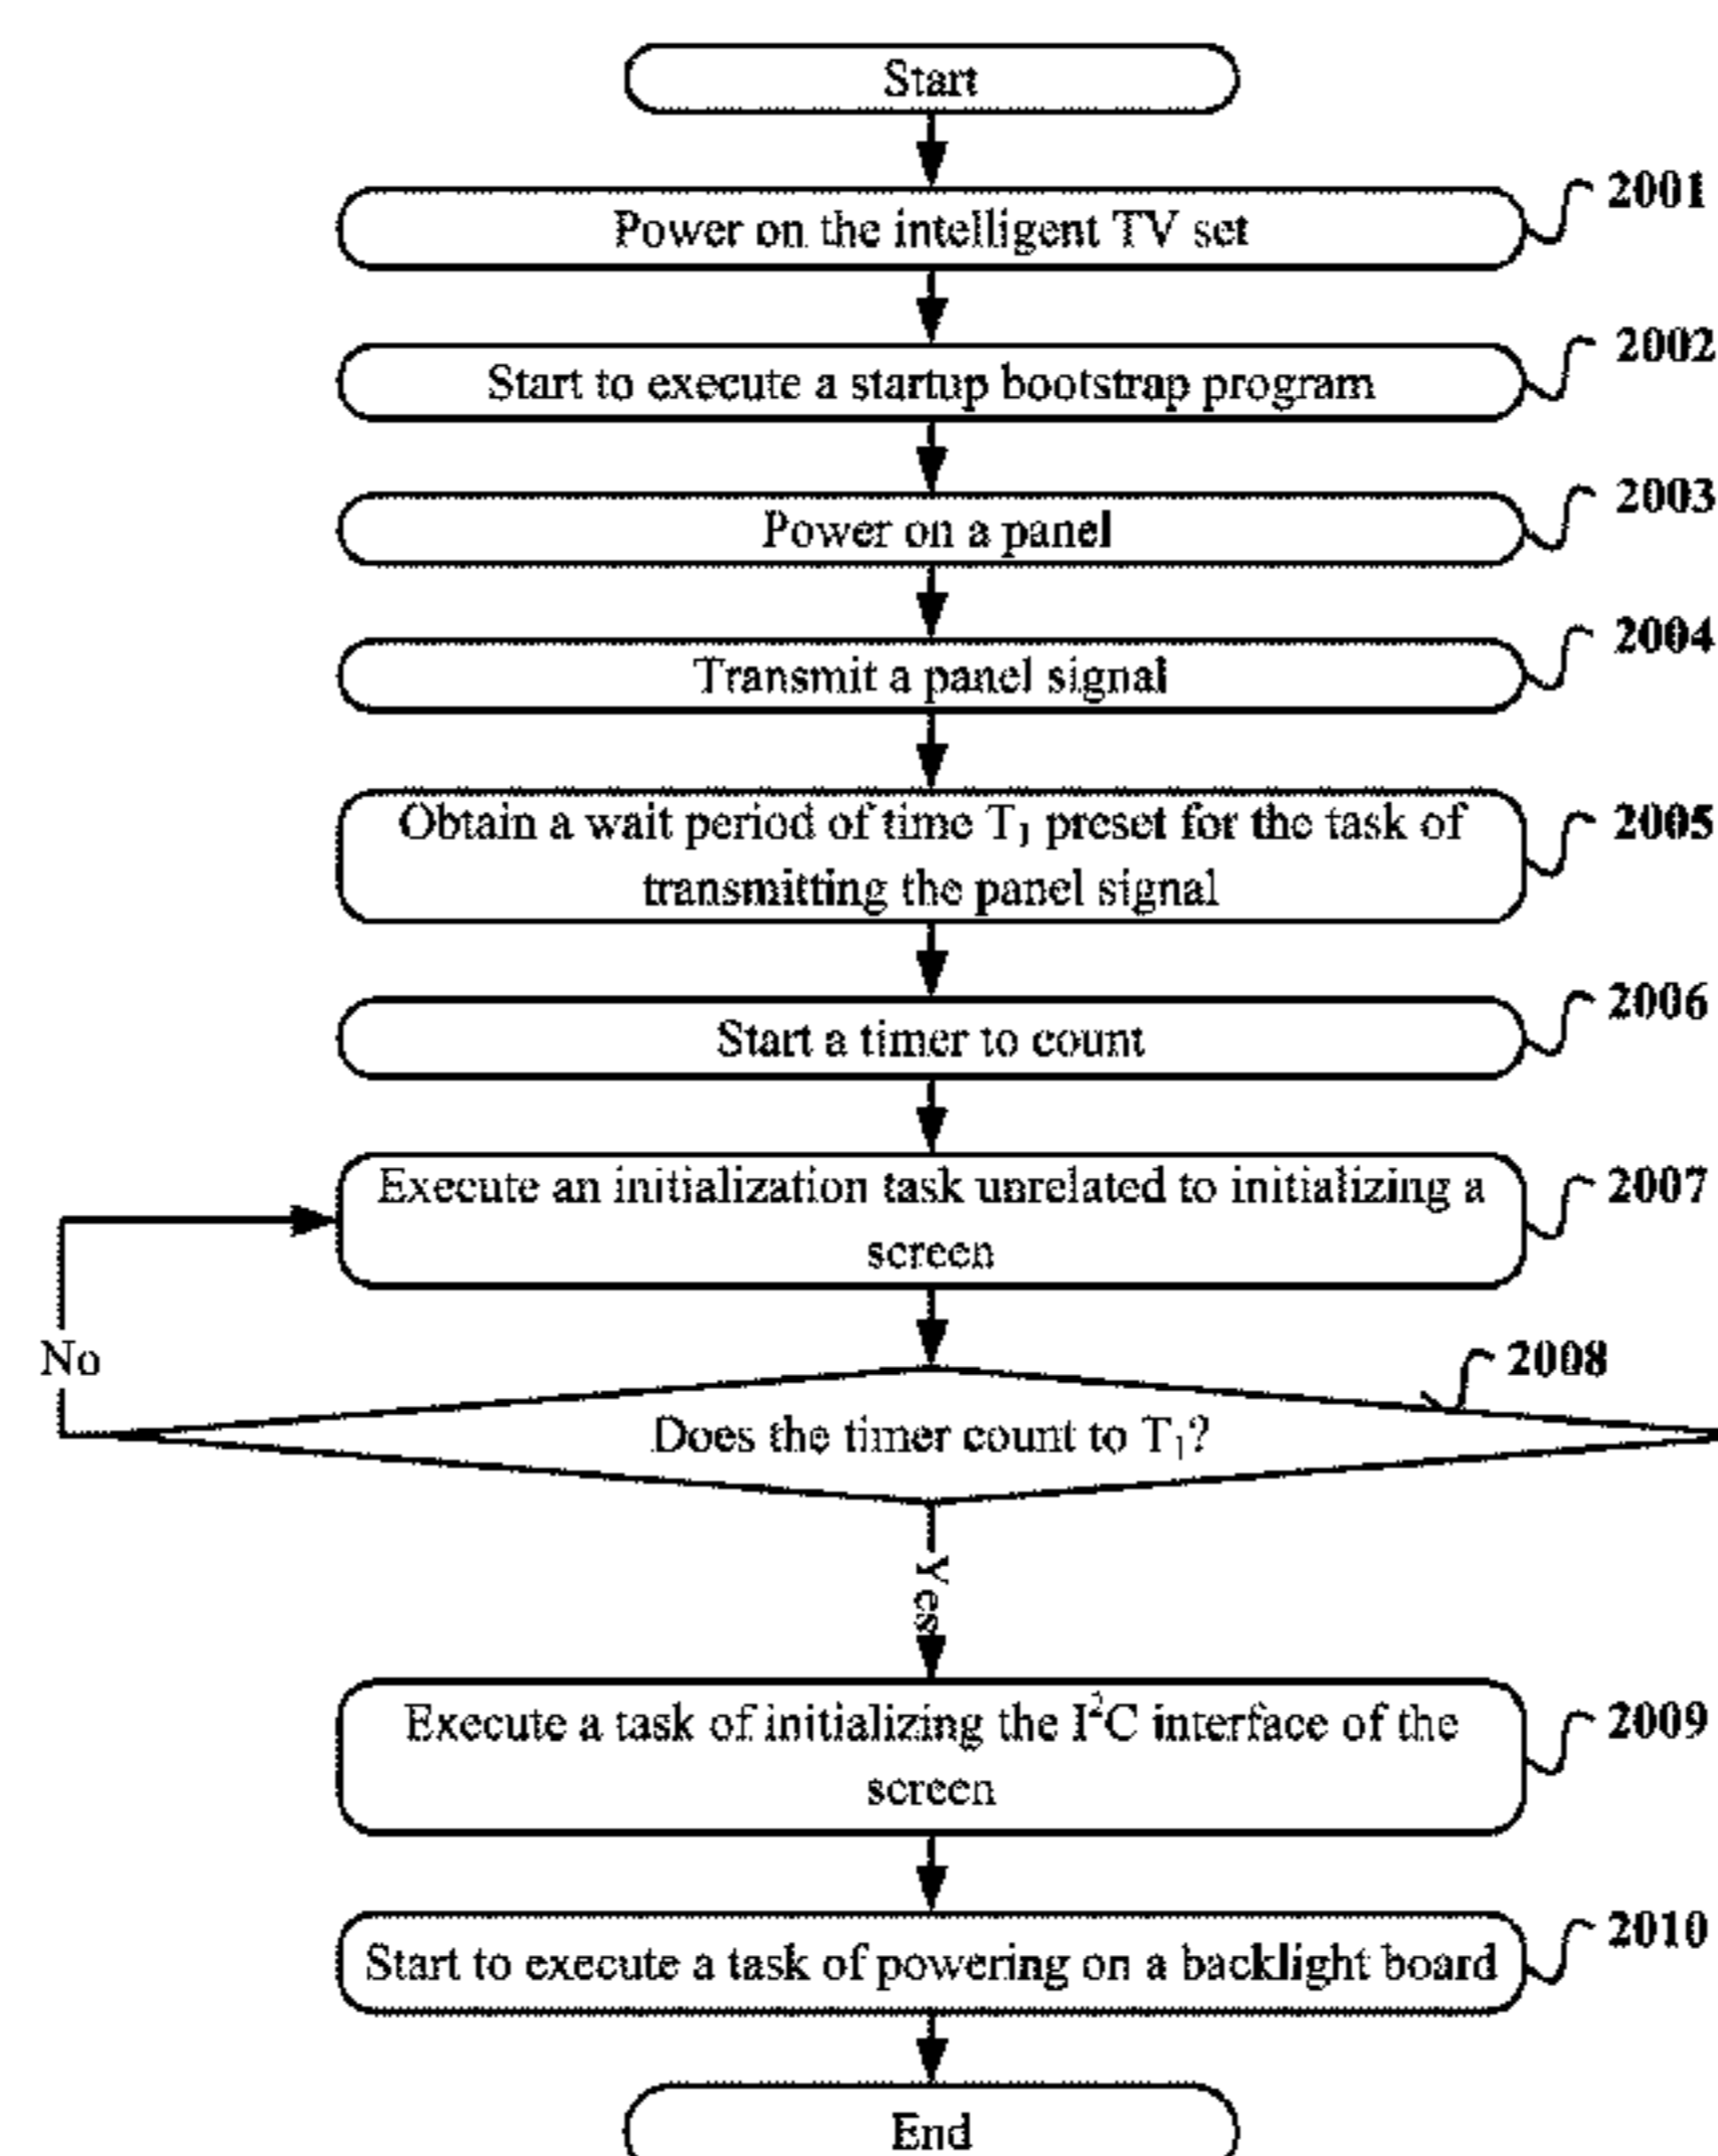 Start
Power on the intelligent TV set
2001
Start to execute a startup bootstrap program
2002
Power on a panel
2003
Transmit a panel signal
2004
Obtain a wait period of time T₁ preset for the task of
transmitting the panel signal
2005
Start a timer to count
2006
Execute an initialization task unrelated to initializing a
screen
2007
No
Does the timer count to T₁?
2008
Yes
Execute a task of initializing the I²C interface of the
screen
2009
Start to execute a task of powering on a backlight board
2010
End